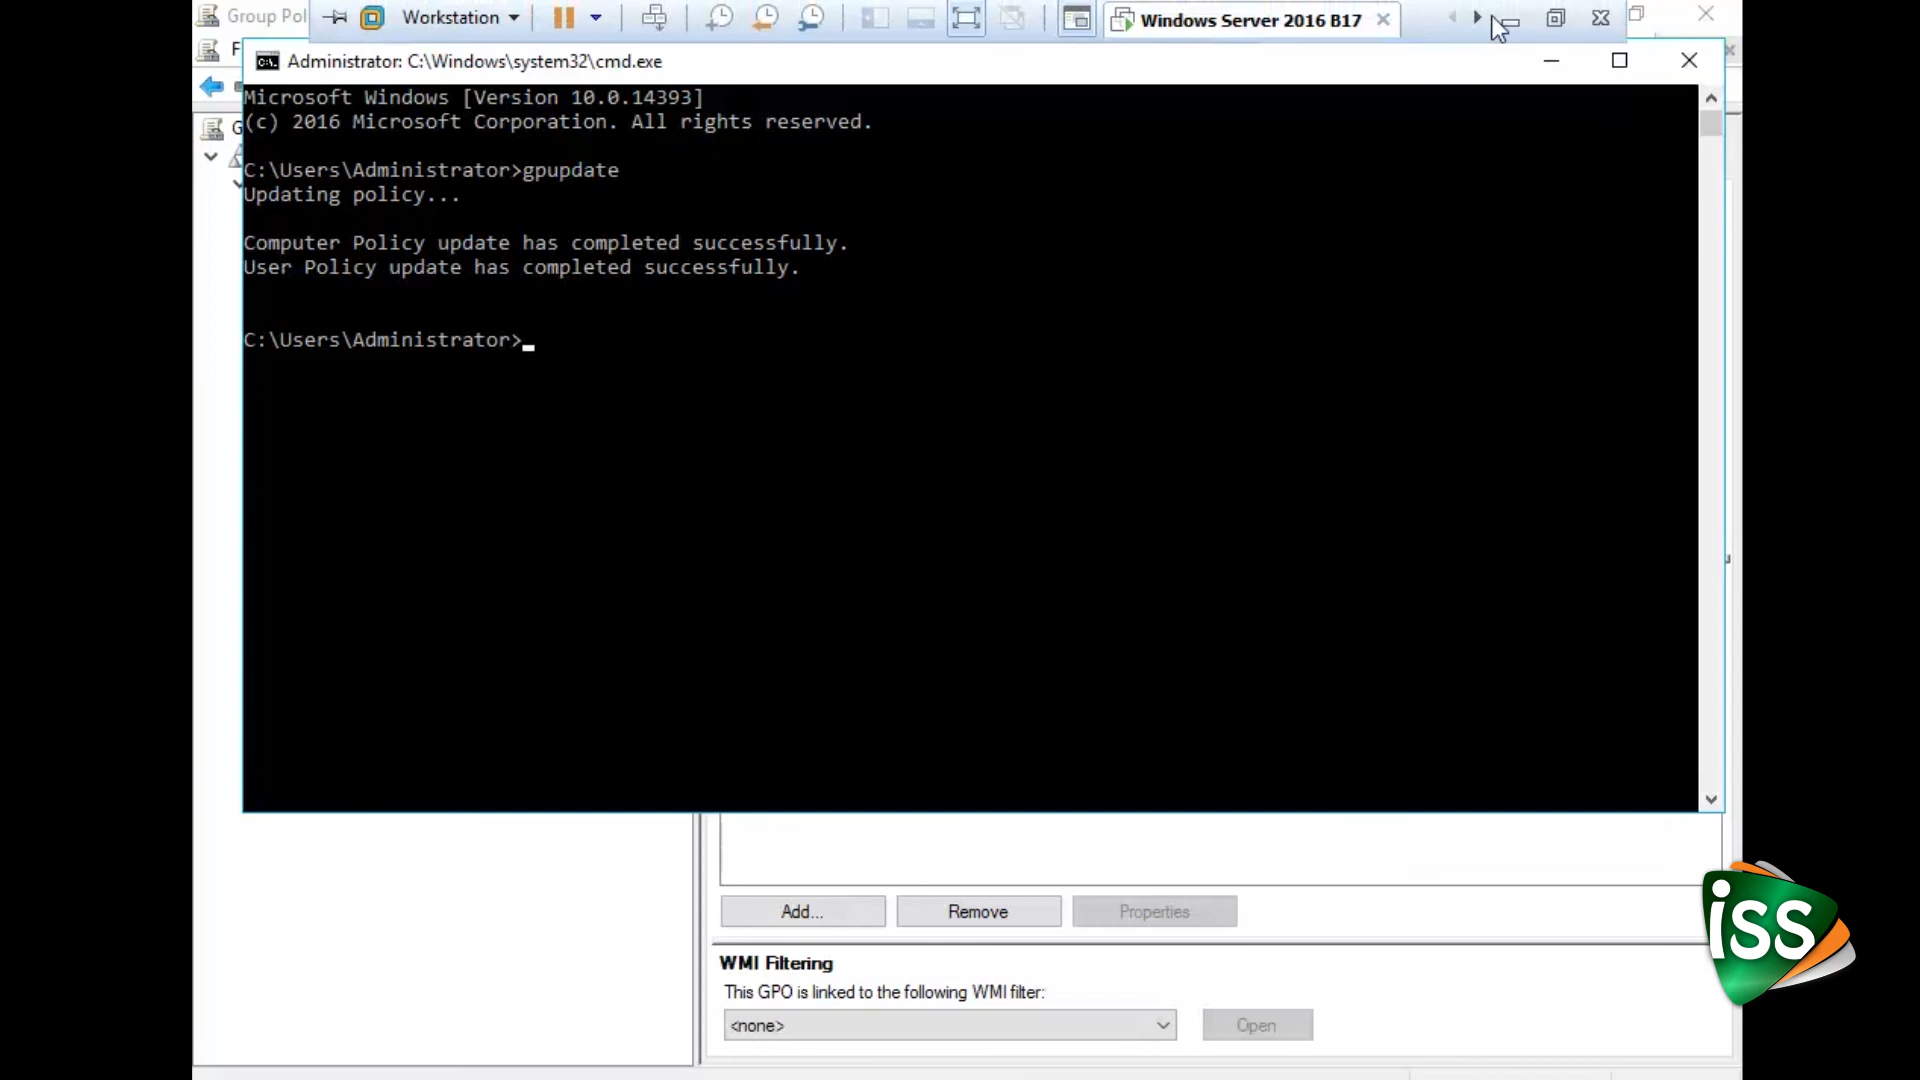 Group Pol
Workstation
Windows Server 2016 B17
F
Administrator: C:\Windows\system32\cmd.exe
G
Microsoft Windows [Version 10.0.14393]
(c) 2016 Microsoft Corporation. All rights reserved.
C:\Users\Administrator>gpupdate
Updating policy...
Computer Policy update has completed successfully.
User Policy update has completed successfully.
C:\Users\Administrator>
Add...
Remove
Properties
WMI Filtering
This GPO is linked to the following WMI filter:
<none>
Open
iss